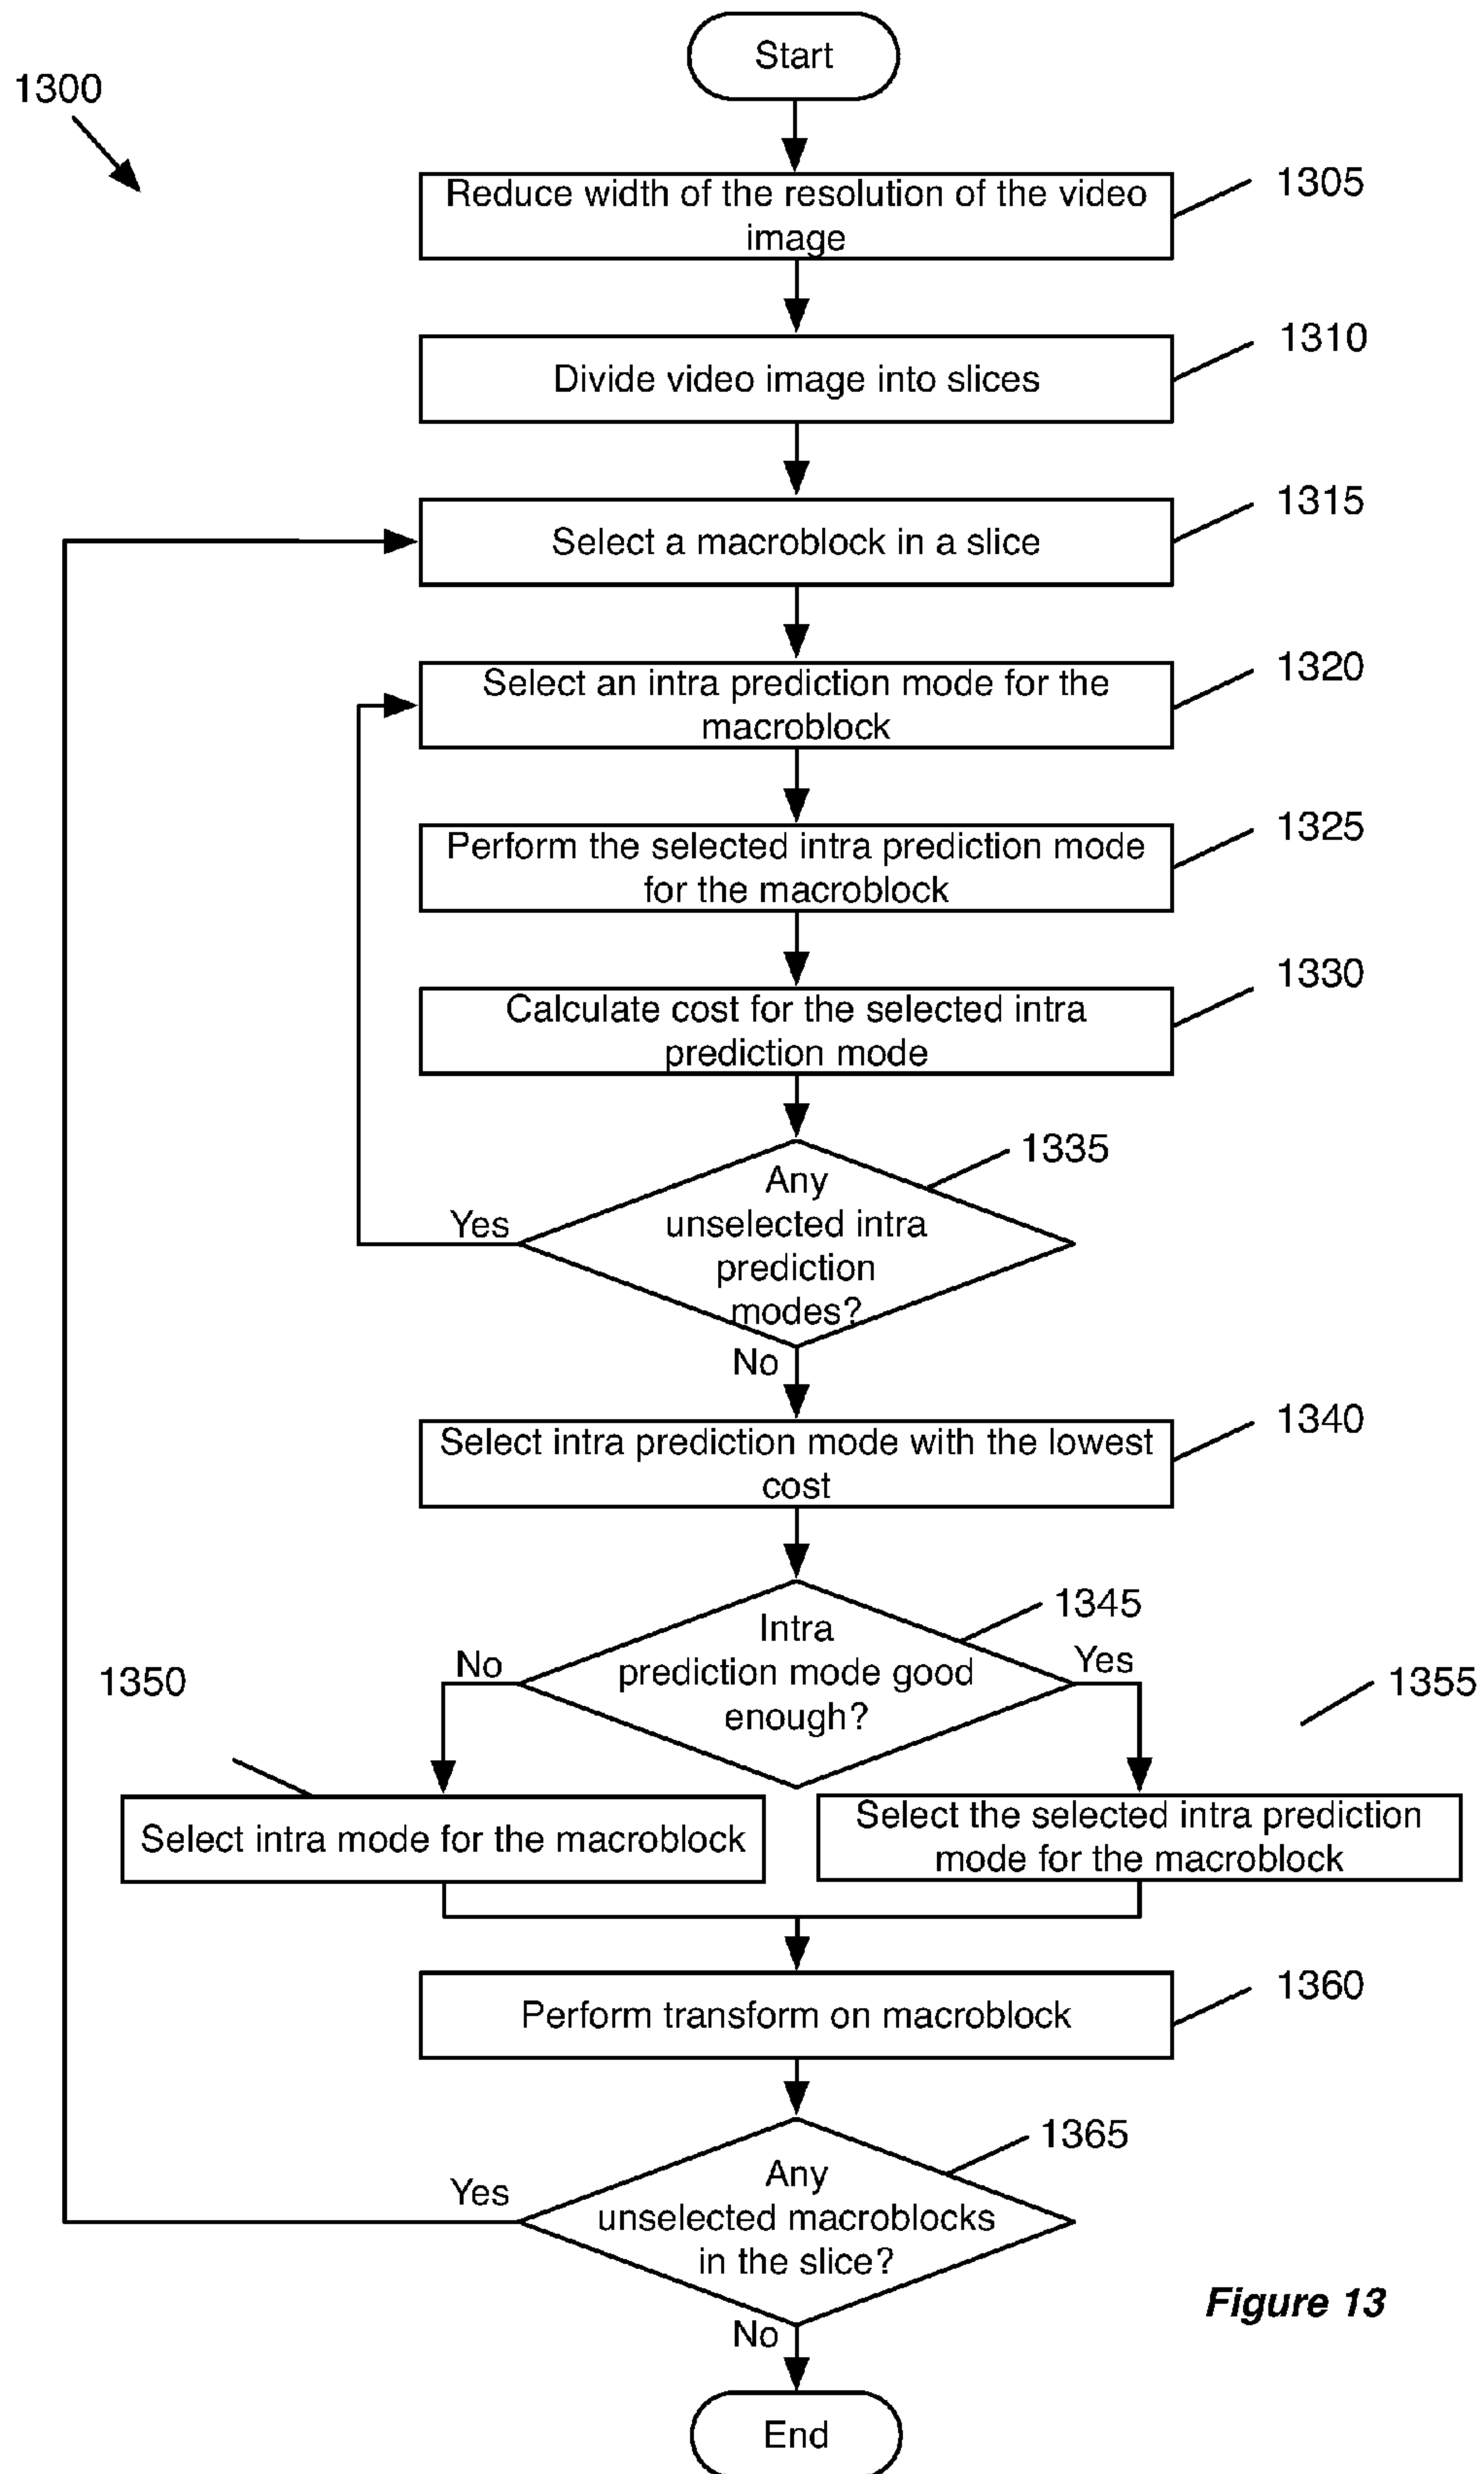 Start
1300
Reduce width of the resolution of the video
image
1305
Divide video image into slices
1310
Select a macroblock in a slice
1315
Select an intra prediction mode for the
macroblock
1320
Perform the selected intra prediction mode
for the macroblock
1325
Calculate cost for the selected intra
prediction mode
1330
Any
unselected intra
prediction
modes?
1335
Yes
No
Select intra prediction mode with the lowest
cost
1340
Intra
prediction mode good
enough?
1345
No
Yes
1350
1355
Select intra mode for the macroblock
Select the selected intra prediction
mode for the macroblock
Perform transform on macroblock
1360
Any
unselected macroblocks
in the slice?
1365
Yes
No
Figure 13
End